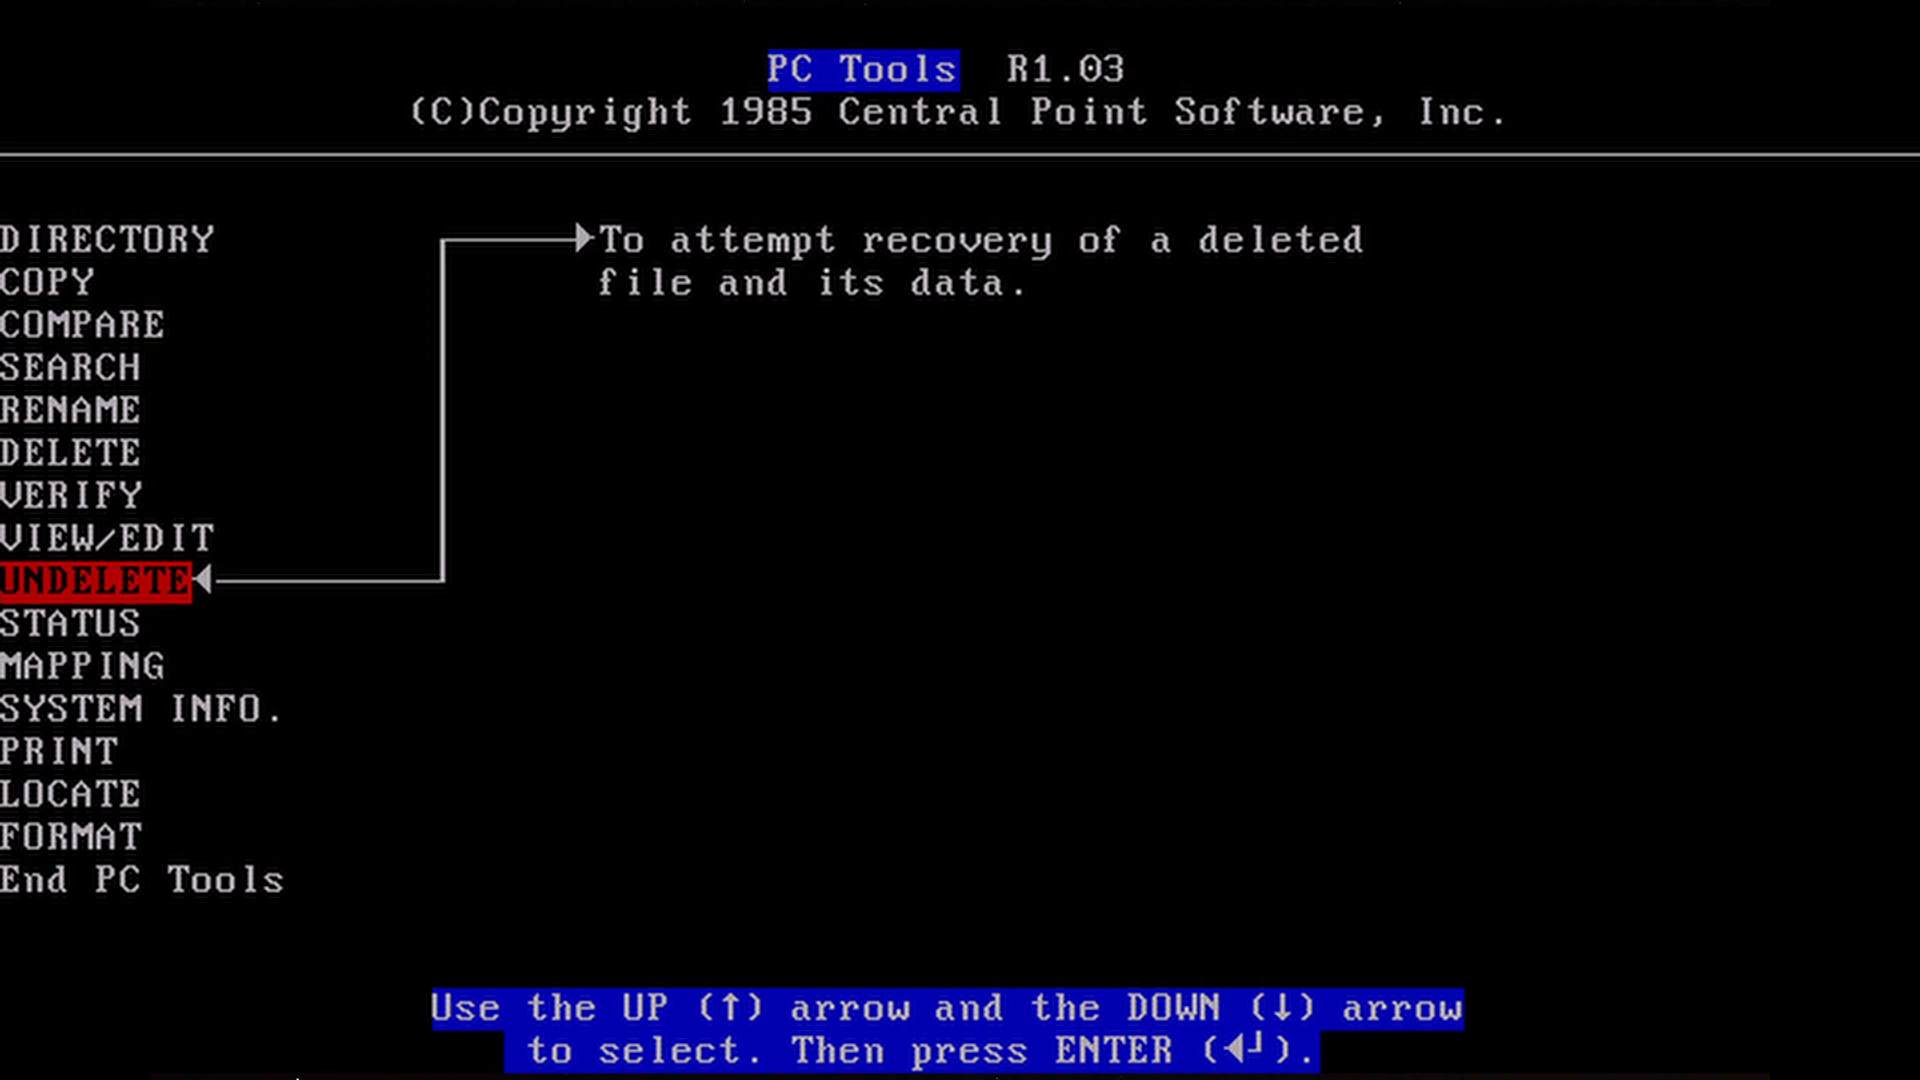 PC Tools R1.03
(C)Copyright 1985 Central Point Software, Inc.
DIRECTORY
COPY
COMPARE
SEARCH
RENAME
DELETE
VERIFY
VIEW/EDIT
UNDELETE
STATUS
MAPPING
SYSTEM INFO.
PRINT
LOCATE
FORMAT
End PC Tools
To attempt recovery of a deleted
file and its data.
Use the UP (↑) arrow and the DOWN (↓) arrow
to select. Then press ENTER (◄┘).